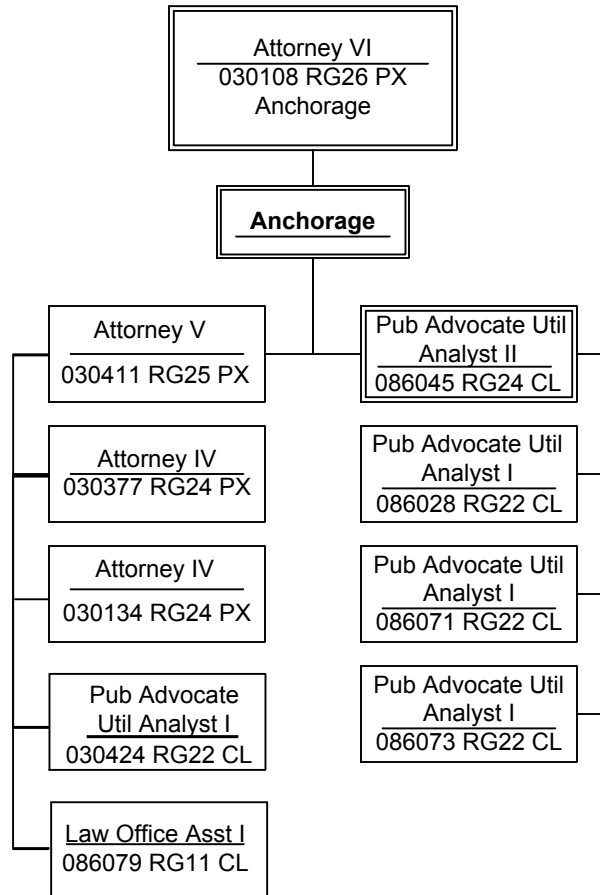 Attorney VI
030108 RG26 PX
Anchorage
Anchorage
Attorney V
030411 RG25 PX
Attorney IV
030377 RG24 PX
Attorney IV
030134 RG24 PX
Pub Advocate
Util Analyst I
030424 RG22 CL
Law Office Asst I
086079 RG11 CL
Pub Advocate Util
Analyst II
086045 RG24 CL
Pub Advocate Util
Analyst I
086028 RG22 CL
Pub Advocate Util
Analyst I
086071 RG22 CL
Pub Advocate Util
Analyst I
086073 RG22 CL